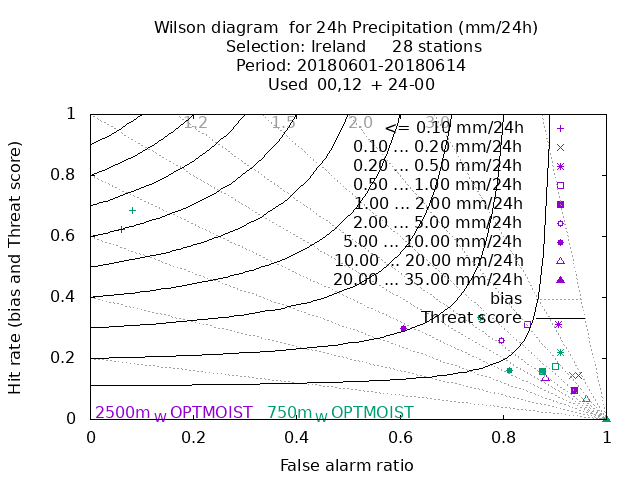 Wilson diagram for 24h Precipitation (mm/24h)
Selection: Ireland 28 stations
Period: 20180601-20180614
Used 00,12 + 24-00
Hit rate (bias and Threat score)
1
0.8
0.6
0.4
0.2
0
1.2 1.5 2.0 3.0
<= 0.10 mm/24h
0.10 ... 0.20 mm/24h
0.20 ... 0.50 mm/24h
0.50 ... 1.00 mm/24h
1.00 ... 2.00 mm/24h
2.00 ... 5.00 mm/24h
5.00 ... 10.00 mm/24h
10.00 ... 20.00 mm/24h
20.00 ... 35.00 mm/24h
bias
Threat score
2500mWOPTMOIST 750mWOPTMOIST
0 0.2 0.4 0.6 0.8 1
False alarm ratio